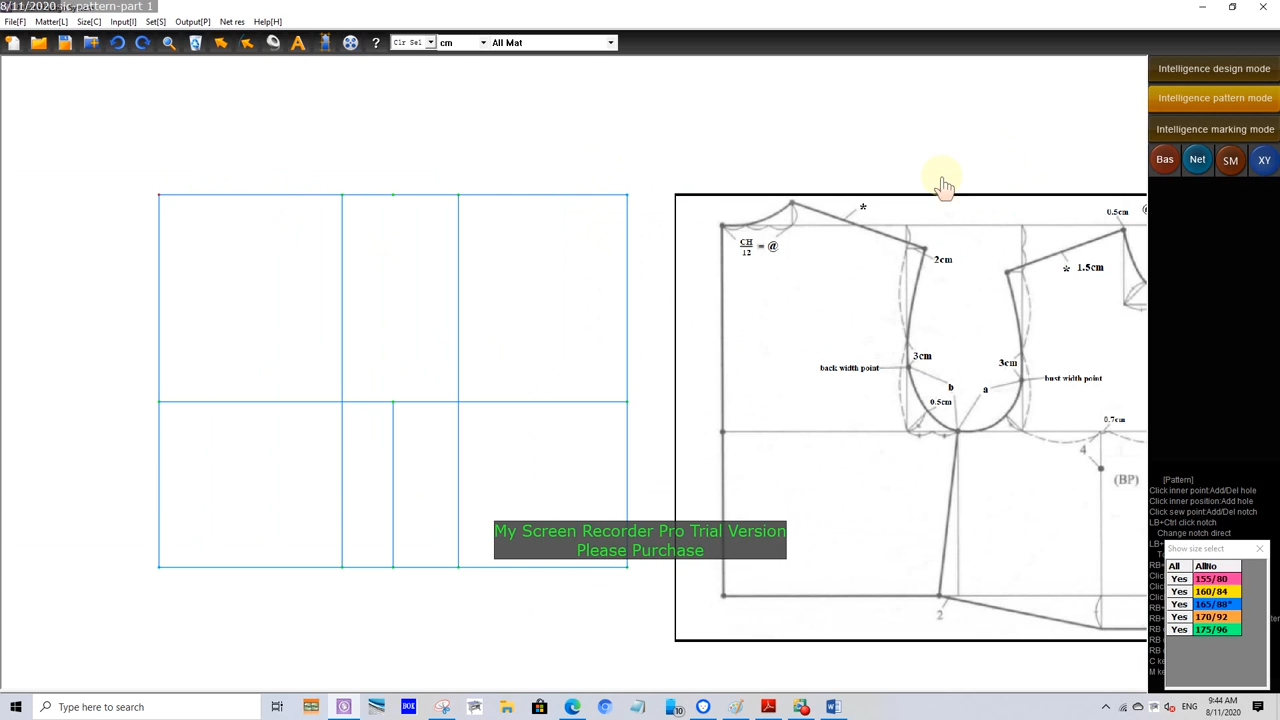 8/11/2020 iic-pattern-part 1
File[F] Matter[L] Size[C] Input[I] Set[S] Output[P] Net res Help[H]
Clr Sel cm All Mat
Intelligence design mode
Intelligence pattern mode
Intelligence marking mode
Bas Net SM XY
*
0.5cm
CH
12 = @
2cm
* 1.5cm
3cm
3cm
back width point
bust width point
b
a
0.5cm
0.7cm
4
(BP)
2
My Screen Recorder Pro Trial Version
Please Purchase
[Pattern]
Click inner point:Add/Del hole
Click inner position:Add hole
Click sew point:Add/Del notch
LB+Ctrl click notch
Change notch direct
Show size select
All AllNo
Yes 155/80
Yes 160/84
Yes 165/88*
Yes 170/92
Yes 175/96
Type here to search
BOK
10
9:44 AM
8/11/2020